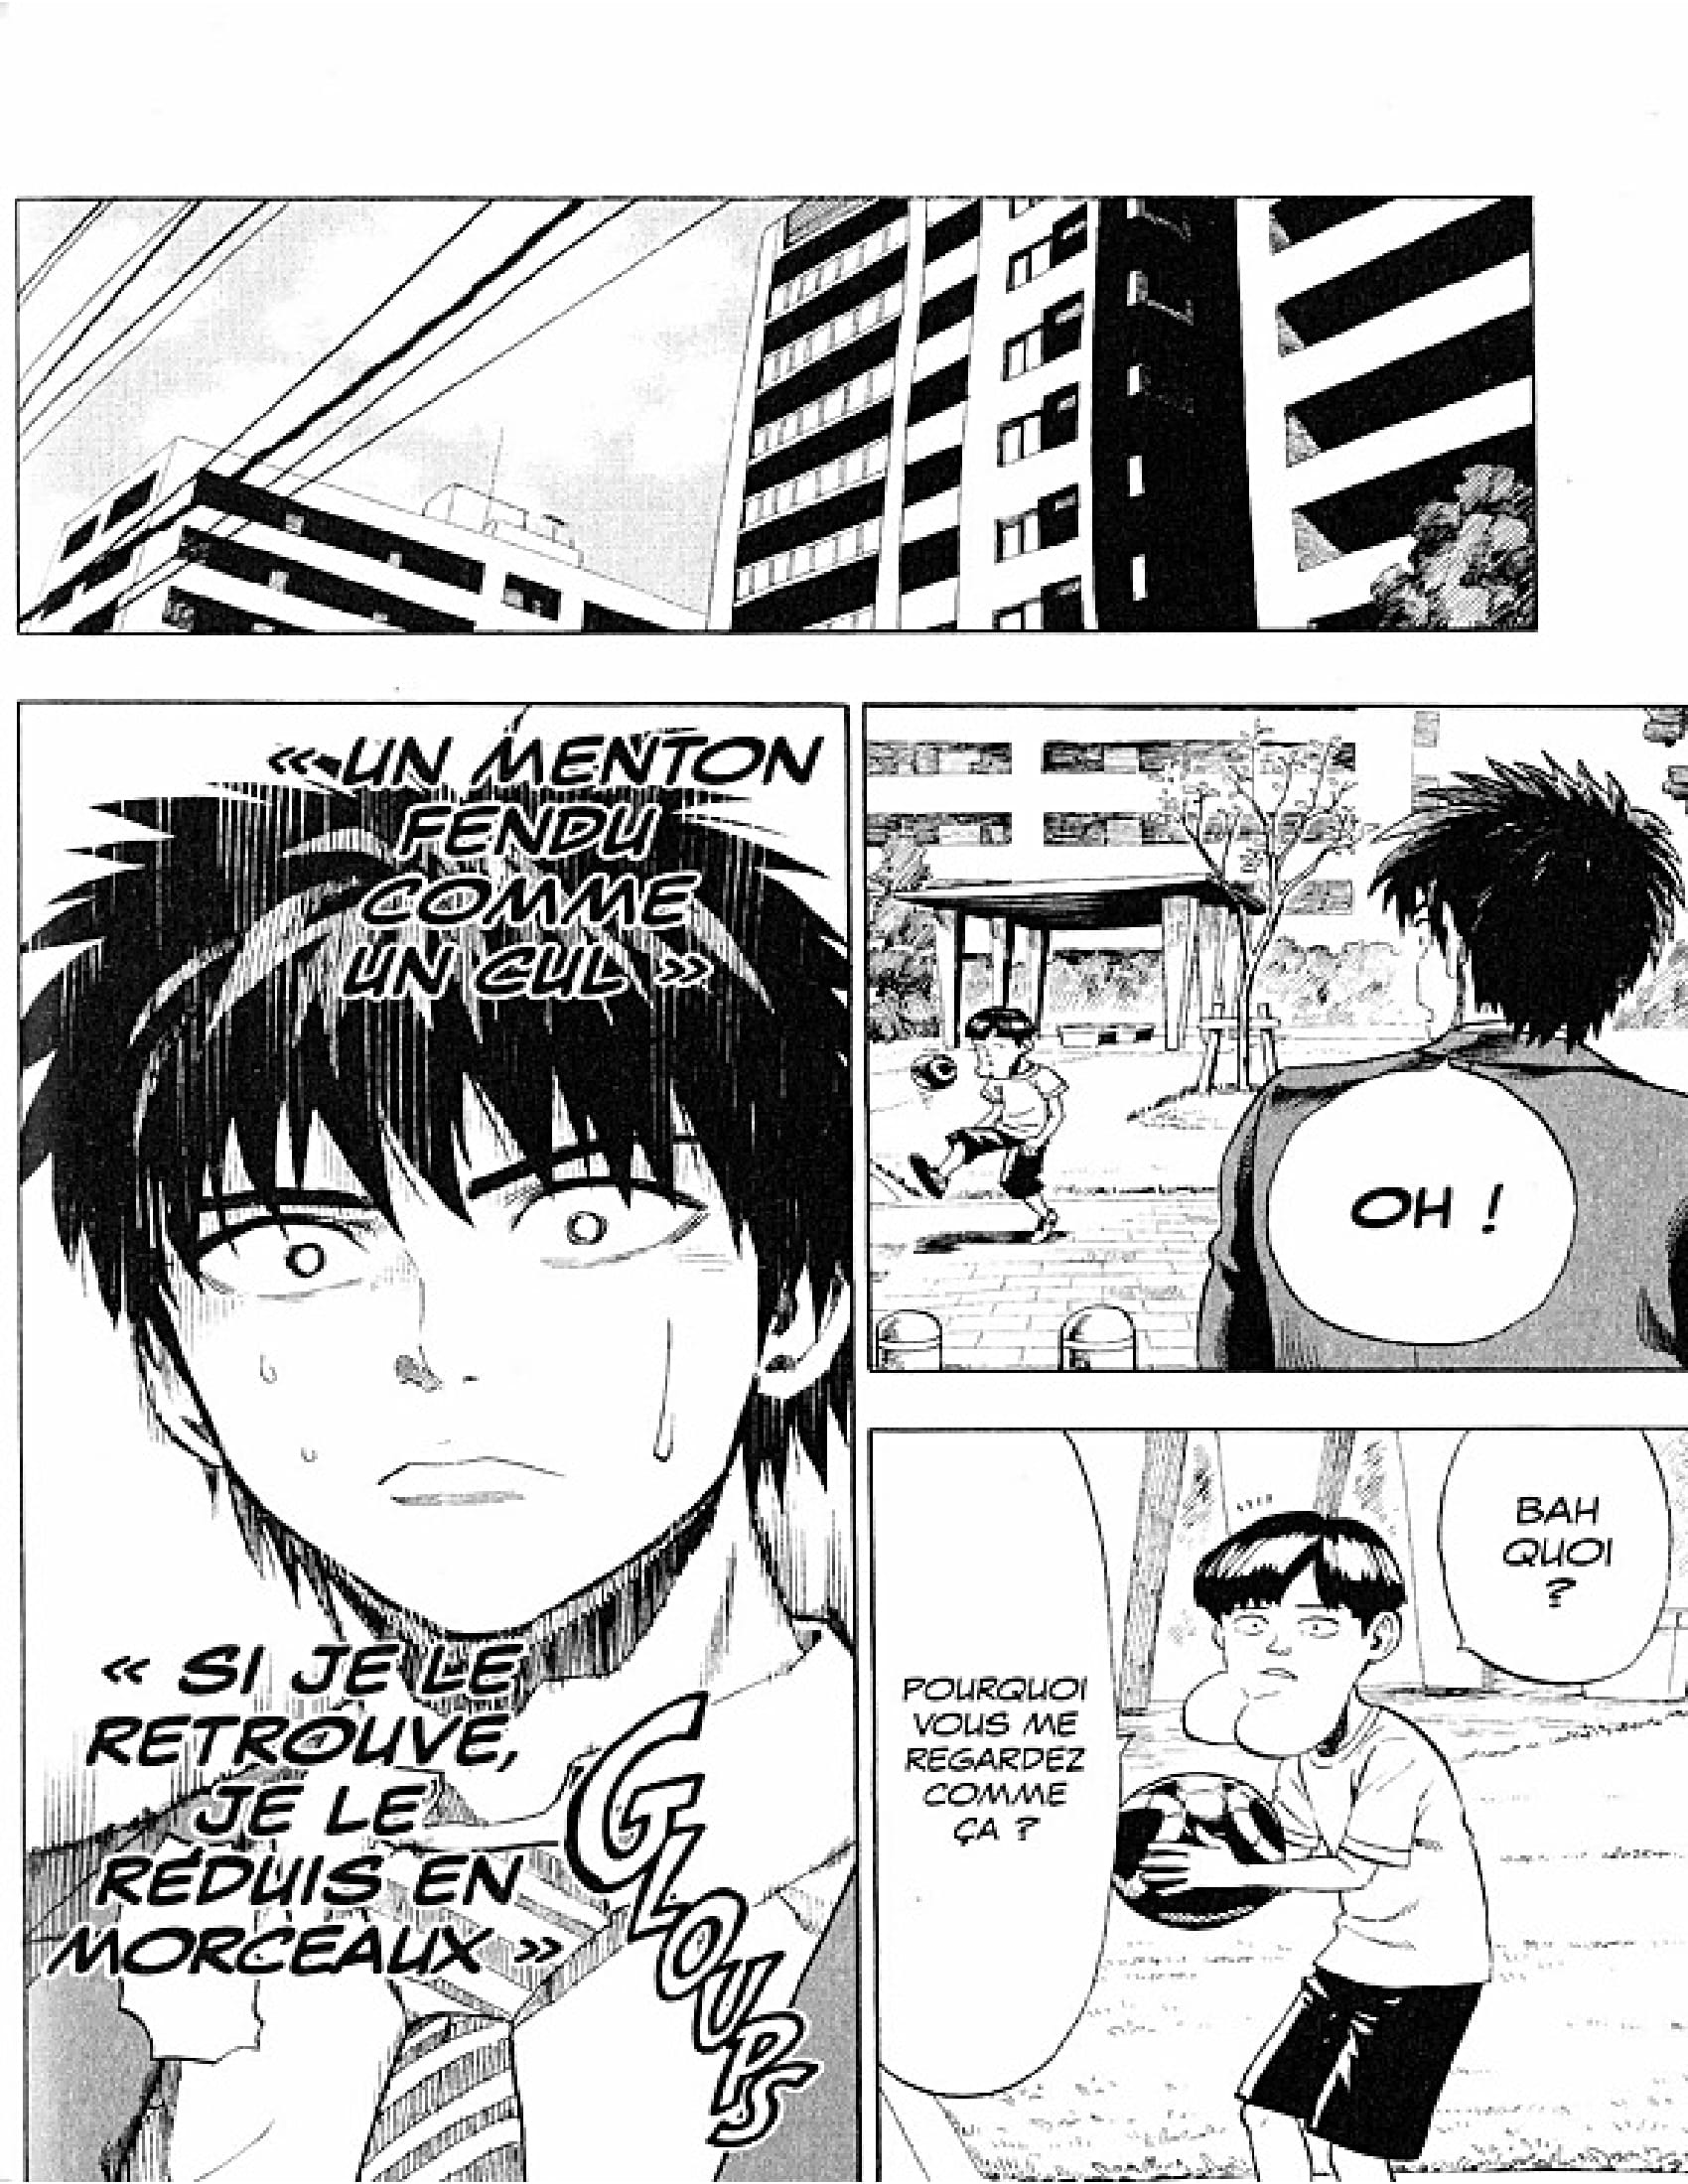 OH !
BAH
QUOI
?
POURQUOI
VOUS ME
REGARDEZ
COMME
ÇA ?
« UN MENTON
FENDU
COMME
UN CUL »
« SI JE LE
RETROUVE,
JE LE
RÉDUIS EN
MORCEAUX »
GLOUPS